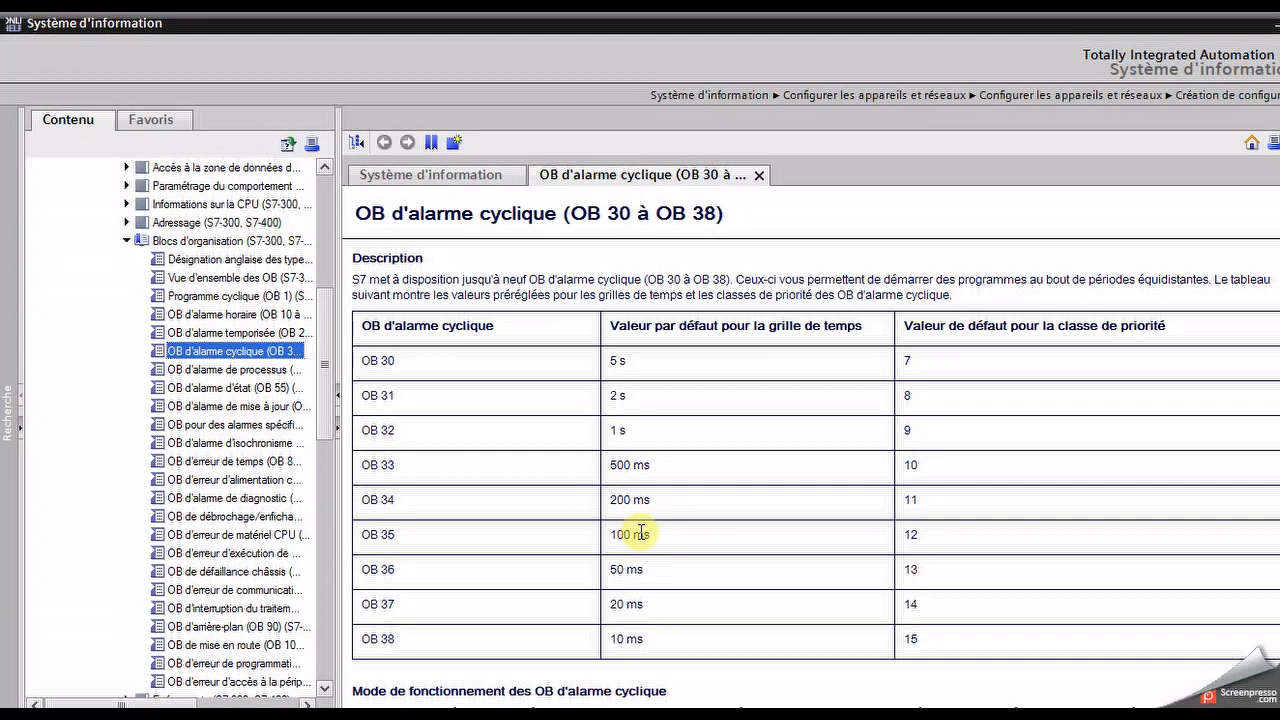 Système d'information
Totally Integrated Automation
Système d'informati
Système d'information ▸ Configurer les appareils et réseaux ▸ Configurer les appareils et réseaux ▸ Création de configu
Contenu
Favoris
Recherche
Accès à la zone de données d...
Paramétrage du comportement ...
Informations sur la CPU (S7-300, ...
Adressage (S7-300, S7-400)
Blocs d'organisation (S7-300, S7-...
Désignation anglaise des type...
Vue d'ensemble des OB (S7-3...
Programme cyclique (OB 1) (S...
OB d'alarme horaire (OB 10 à ...
OB d'alarme temporisée (OB 2...
OB d'alarme cyclique (OB 3...
OB d'alarme de processus (...
OB d'alarme d'état (OB 55) (...
OB d'alarme de mise à jour (O...
OB pour des alarmes spécifi...
OB d'alarme d'isochronisme ...
OB d'erreur de temps (OB 8...
OB d'erreur d'alimentation c...
OB d'alarme de diagnostic (...
OB de débrochage/enficha...
OB d'erreur de matériel CPU (...
OB d'erreur d'exécution de ...
OB de défaillance châssis (...
OB d'erreur de communicati...
OB d'interruption du traitem...
OB d'arrière-plan (OB 90) (S7-...
OB de mise en route (OB 10...
OB d'erreur de programmati...
OB d'erreur d'accès à la périp...
Système d'information
OB d'alarme cyclique (OB 30 à ...
OB d'alarme cyclique (OB 30 à OB 38)
Description
S7 met à disposition jusqu'à neuf OB d'alarme cyclique (OB 30 à OB 38). Ceux-ci vous permettent de démarrer des programmes au bout de périodes équidistantes. Le tableau
suivant montre les valeurs préréglées pour les grilles de temps et les classes de priorité des OB d'alarme cyclique.
OB d'alarme cyclique Valeur par défaut pour la grille de temps Valeur de défaut pour la classe de priorité
OB 30 5 s 7
OB 31 2 s 8
OB 32 1 s 9
OB 33 500 ms 10
OB 34 200 ms 11
OB 35 100 ms 12
OB 36 50 ms 13
OB 37 20 ms 14
OB 38 10 ms 15
Mode de fonctionnement des OB d'alarme cyclique
Screenpresso
.com